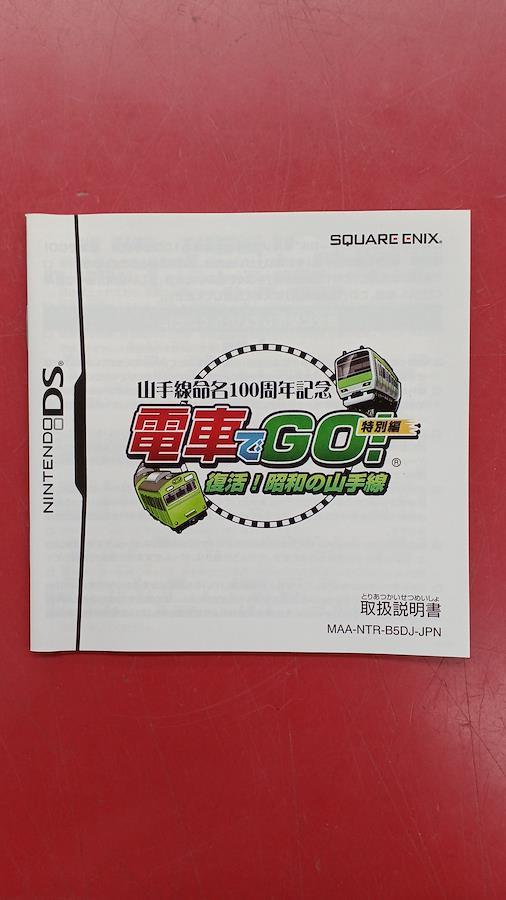 SQUARE ENIX®
NINTENDO DS®
山手線命名100周年記念
電車でGO! 特別編®
復活！昭和の山手線
とりあつかいせつめいしょ
取扱説明書
MAA-NTR-B5DJ-JPN